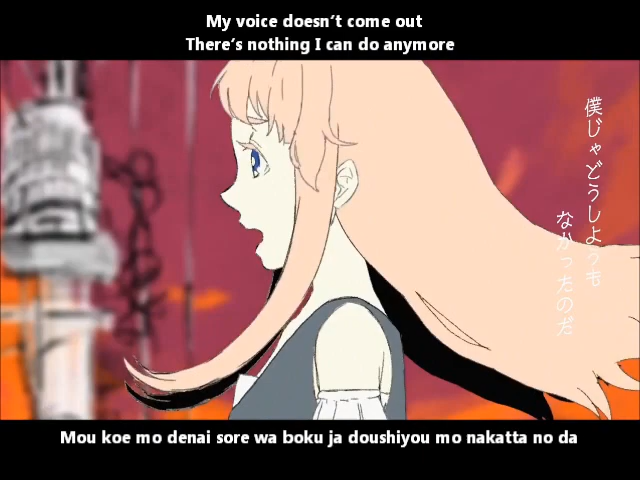 My voice doesn't come out
There's nothing I can do anymore
僕じゃどうしようも
なかったのだ
Mou koe mo denai sore wa boku ja doushiyou mo nakatta no da